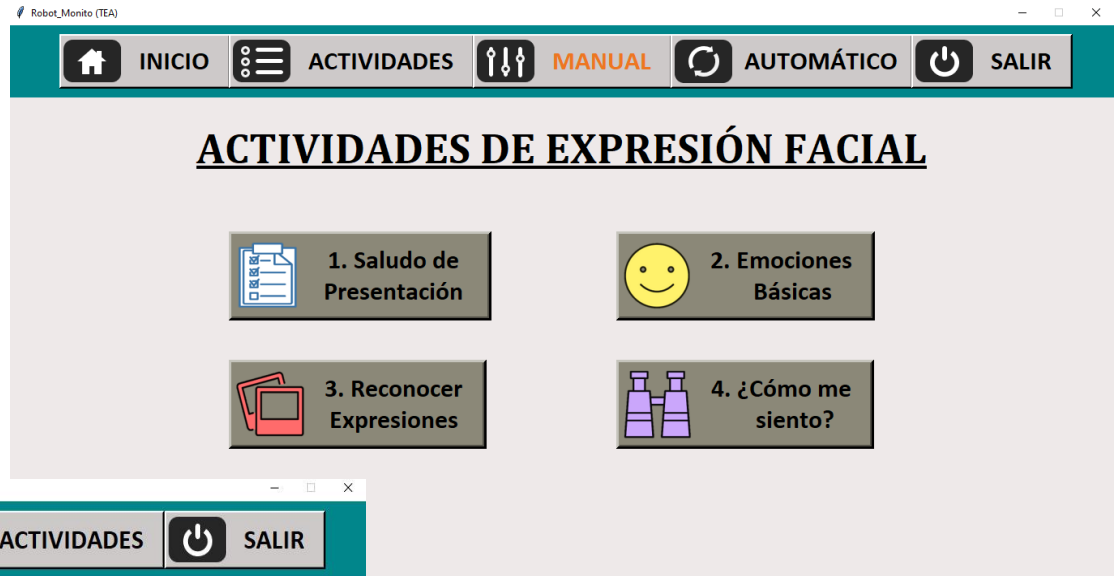 Robot_Monito (TEA)
INICIO ACTIVIDADES MANUAL AUTOMÁTICO SALIR
ACTIVIDADES DE EXPRESIÓN FACIAL
1. Saludo de
Presentación
2. Emociones
Básicas
3. Reconocer
Expresiones
4. ¿Cómo me
siento?
ACTIVIDADES SALIR